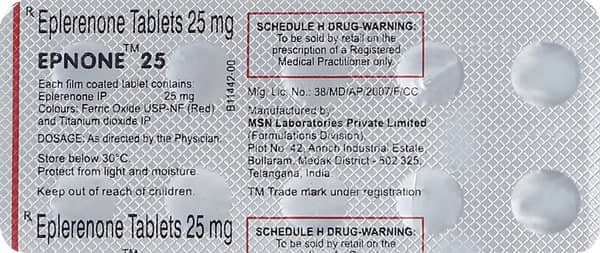 ℞ Eplerenone Tablets 25 mg
EPNONE™ 25
Each film coated tablet contains:
Eplerenone IP 25 mg
Colours: Ferric Oxide USP-NF (Red)
and Titanium dioxide IP
DOSAGE: As directed by the Physician.
Store below 30°C.
Protect from light and moisture.
Keep out of reach of children.
℞ Eplerenone Tablets 25 mg
TM
B11442-00
SCHEDULE H DRUG-WARNING:
To be sold by retail on the
prescription of a Registered
Medical Practitioner only.
Mfg. Lic. No.: 38/MD/AP/2007/F/CC
Manufactured by
MSN Laboratories Private Limited
(Formulations Division)
Plot No. 42, Anrich Industrial Estate,
Bollaram, Medak District - 502 325,
Telangana, India.
TM Trade mark under registration
SCHEDULE H DRUG-WARNING:
To be sold by retail on the